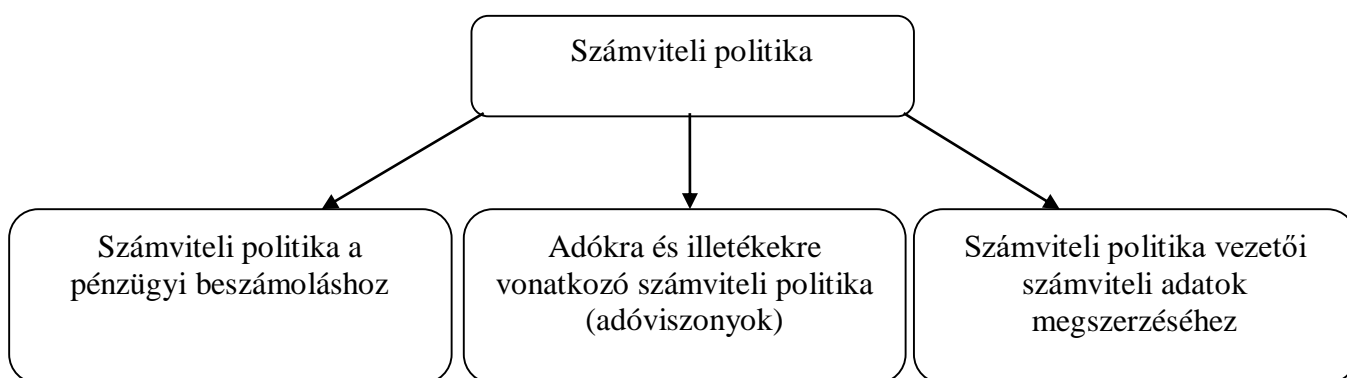 Számviteli politika
Számviteli politika a
pénzügyi beszámoláshoz
Adókra és illetékekre
vonatkozó számviteli politika
(adóviszonyok)
Számviteli politika vezetői
számviteli adatok
megszerzéséhez